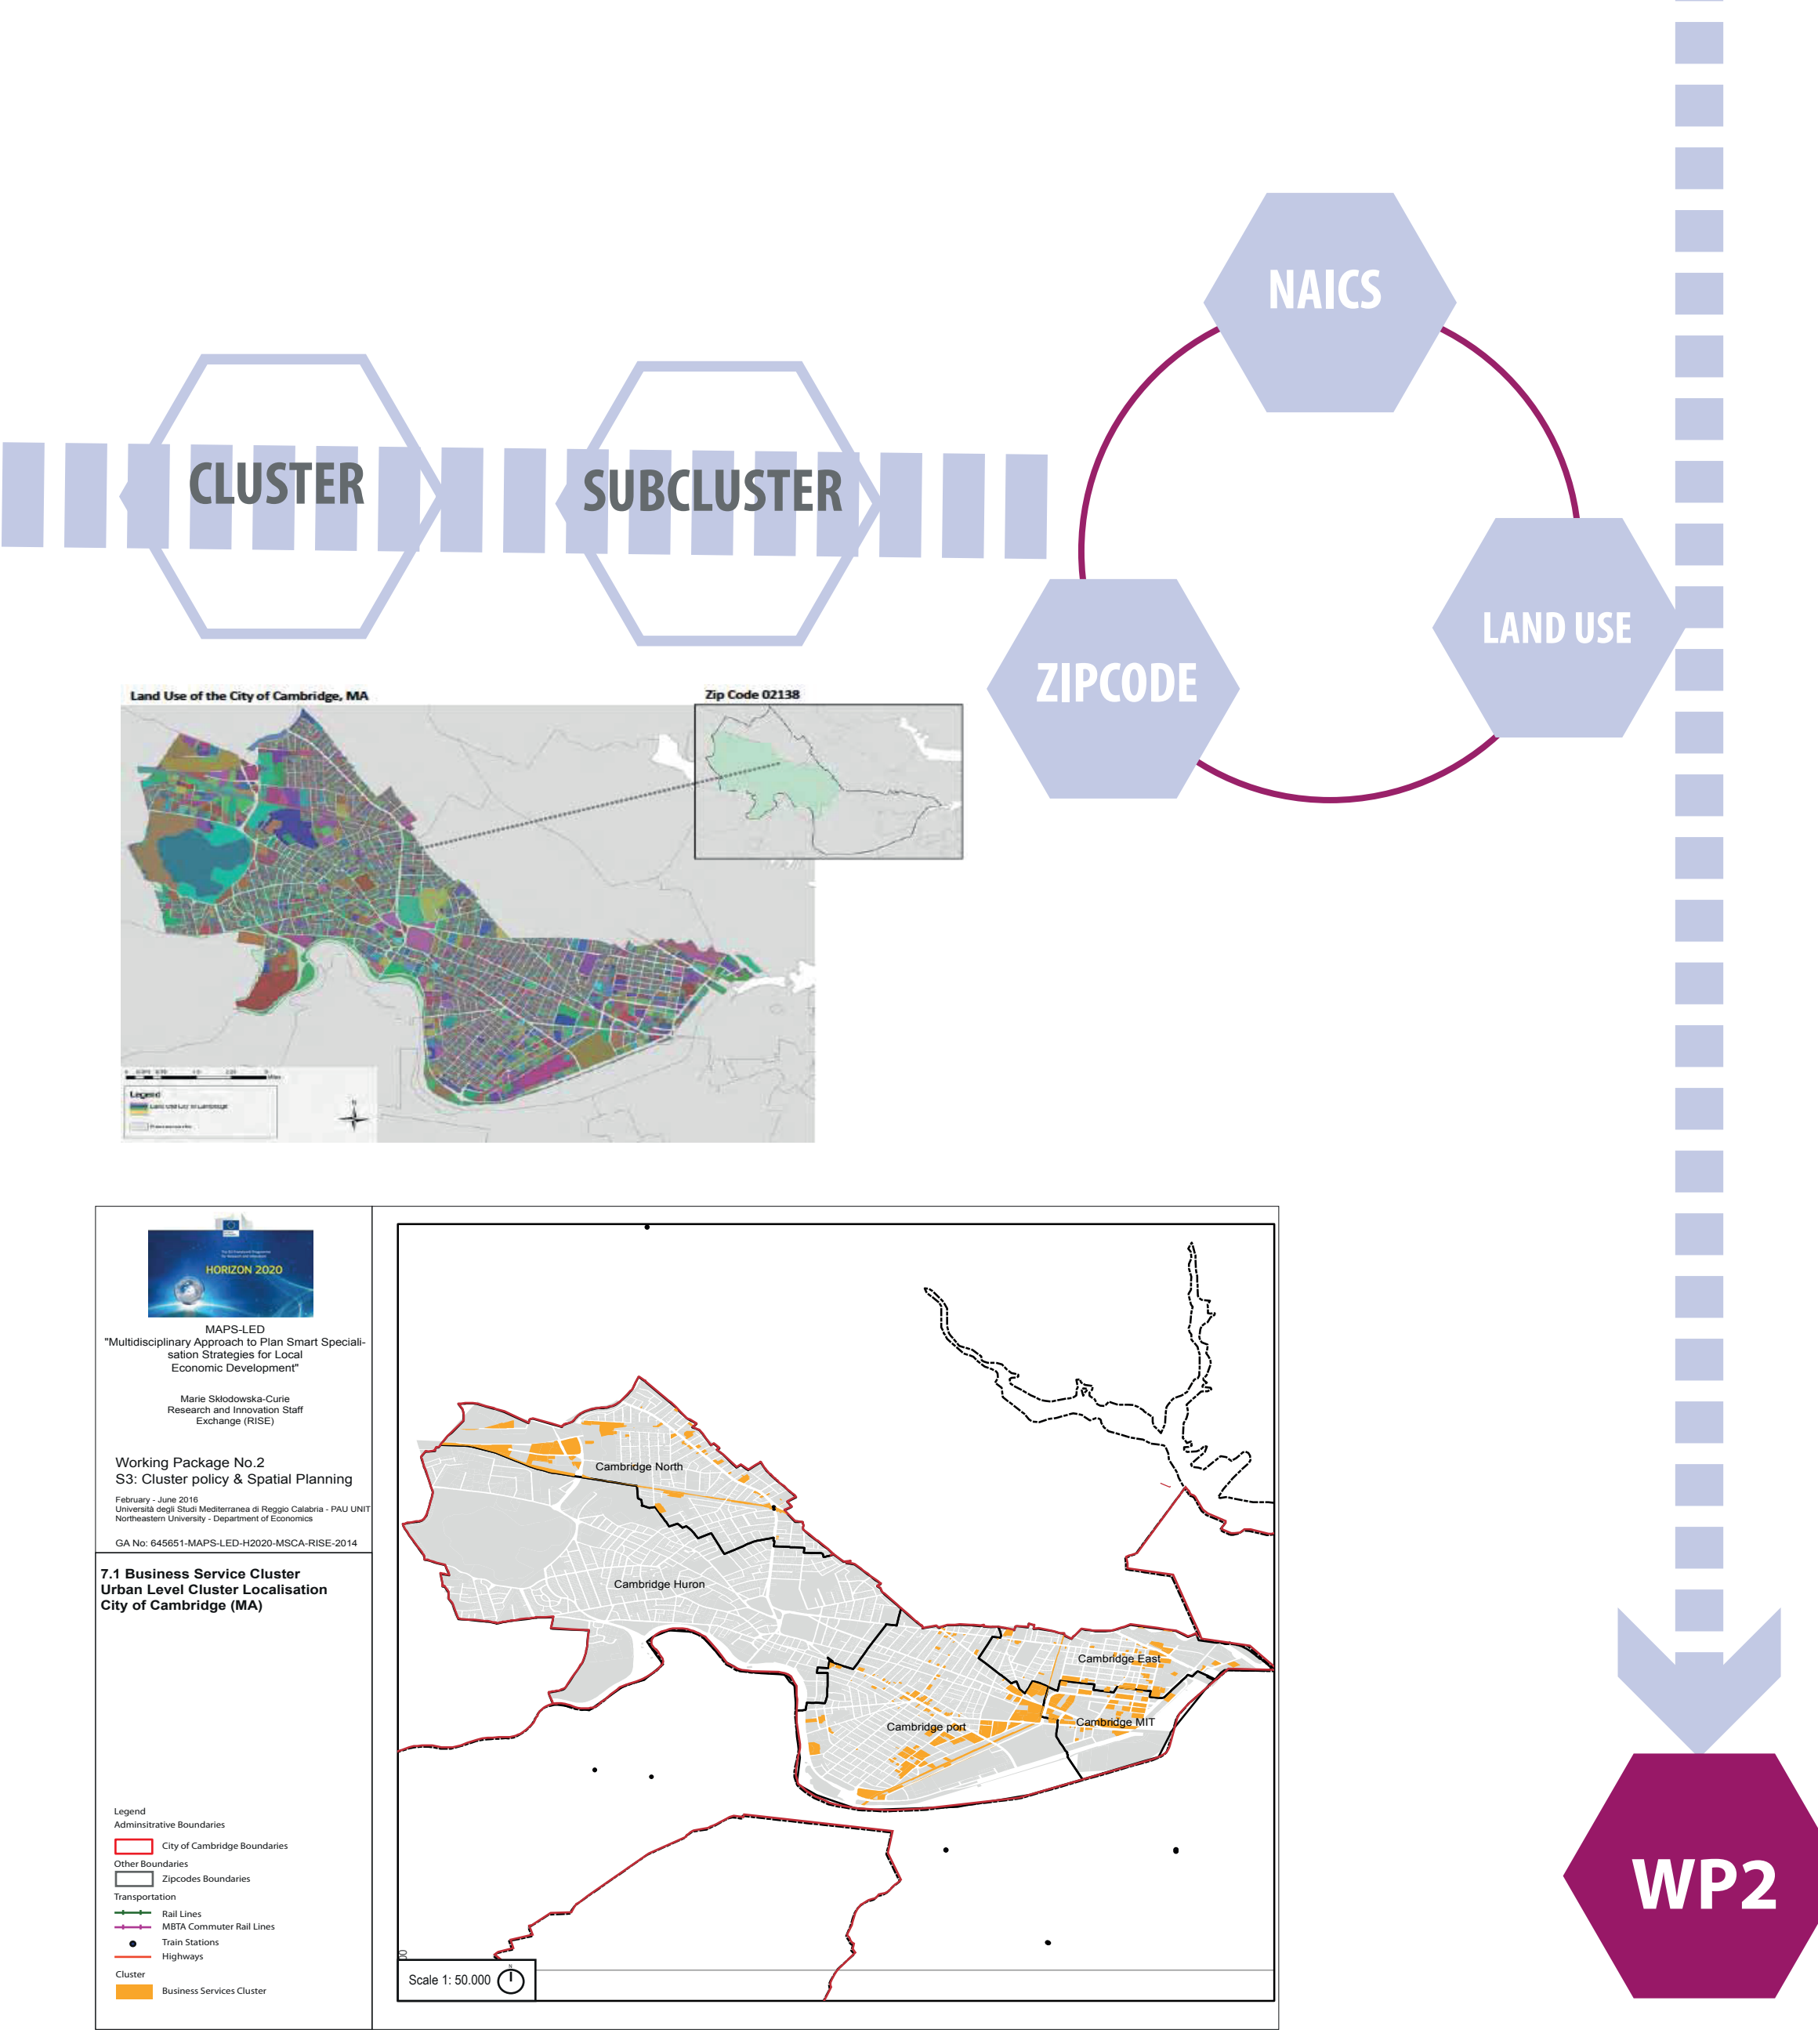 NAICS
CLUSTER
SUBCLUSTER
LAND USE
ZIPCODE
Land Use of the City of Cambridge, MA
Zip Code 02138
Legend
Land Use City of Cambridge
HORIZON 2020
MAPS-LED
"Multidisciplinary Approach to Plan Smart Speciali-
sation Strategies for Local
Economic Development"
Marie Skłodowska-Curie
Research and Innovation Staff
Exchange (RISE)
Working Package No.2
S3: Cluster policy & Spatial Planning
February - June 2016
Università degli Studi Mediterranea di Reggio Calabria - PAU UNIT
Northeastern University - Department of Economics
GA No: 645651-MAPS-LED-H2020-MSCA-RISE-2014
7.1 Business Service Cluster
Urban Level Cluster Localisation
City of Cambridge (MA)
Cambridge North
Cambridge Huron
Cambridge East
Cambridge MIT
Cambridge port
Legend
Adminsitrative Boundaries
City of Cambridge Boundaries
Other Boundaries
Zipcodes Boundaries
Transportation
Rail Lines
MBTA Commuter Rail Lines
Train Stations
Highways
Cluster
Business Services Cluster
Scale 1: 50.000
N
WP2